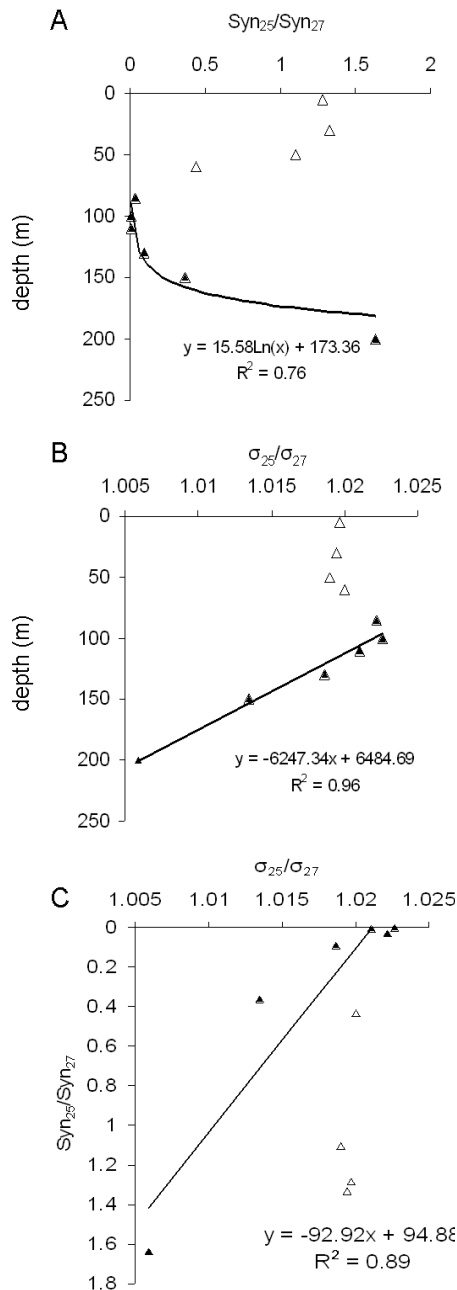 A
Syn₂₅/Syn₂₇
0 0.5 1 1.5 2
0
50
100
150
200
250
depth (m)
y = 15.58Ln(x) + 173.36
R² = 0.76
B
σ₂₅/σ₂₇
1.005 1.01 1.015 1.02 1.025
0
50
100
150
200
250
depth (m)
y = -6247.34x + 6484.69
R² = 0.96
σ₂₅/σ₂₇
C
1.005 1.01 1.015 1.02 1.025
0
0.2
0.4
0.6
0.8
1
1.2
1.4
1.6
1.8
Syn₂₅/Syn₂₇
y = -92.92x + 94.88
R² = 0.89